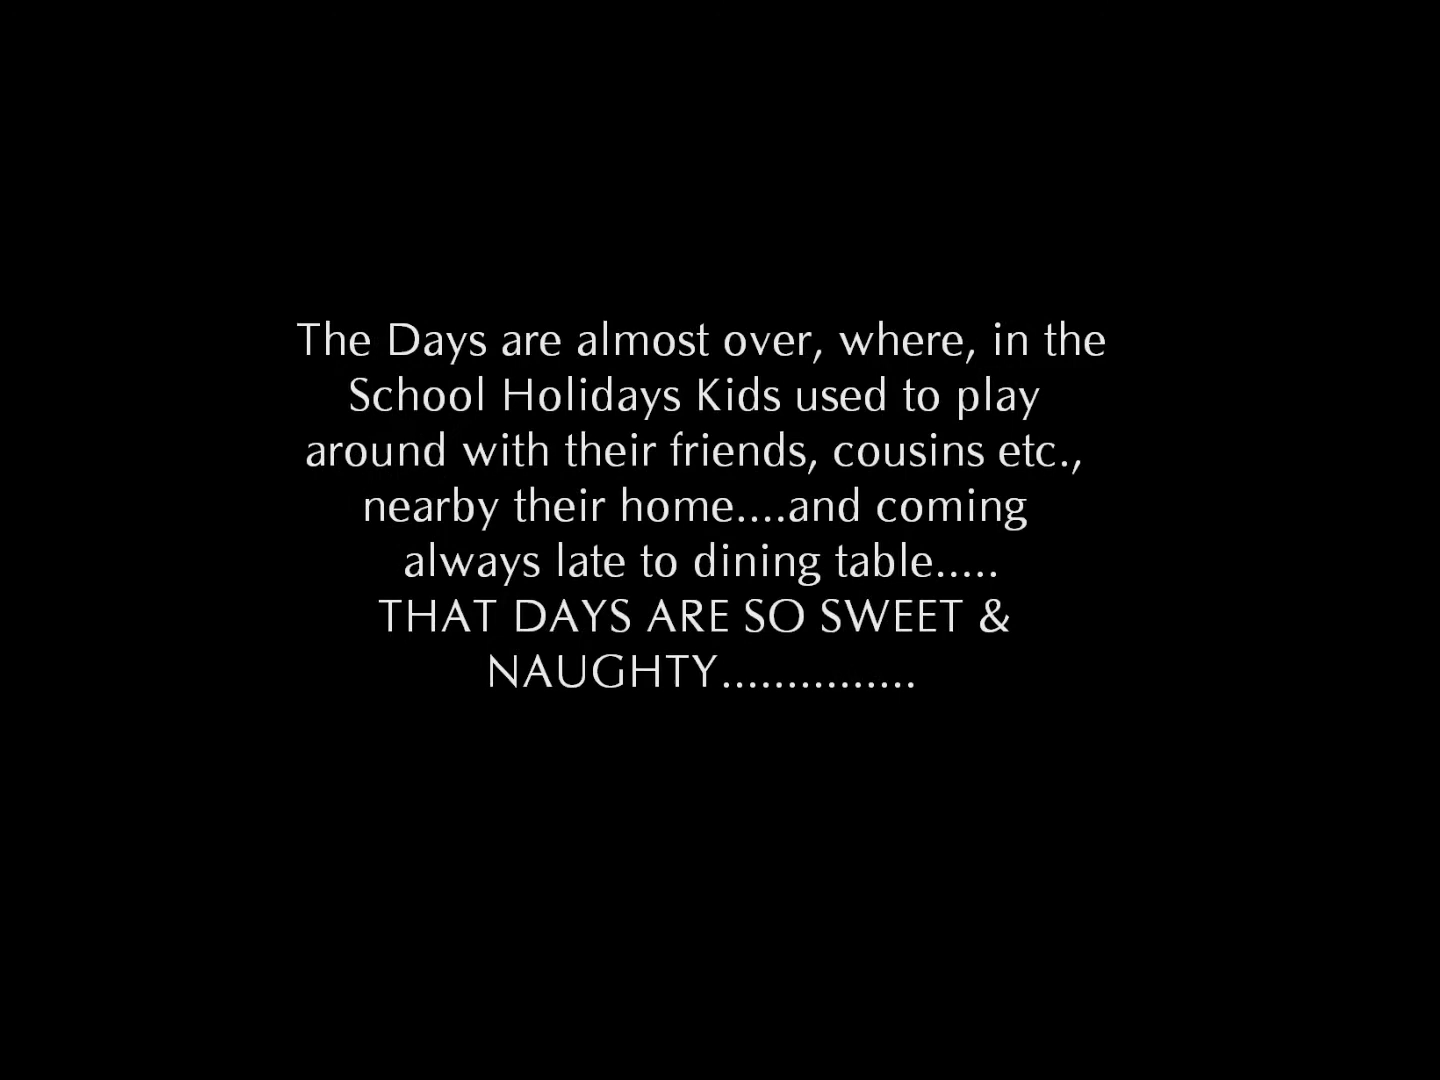 The Days are almost over, where, in the
School Holidays Kids used to play
around with their friends, cousins etc.,
nearby their home....and coming
always late to dining table.....
THAT DAYS ARE SO SWEET &
NAUGHTY...............